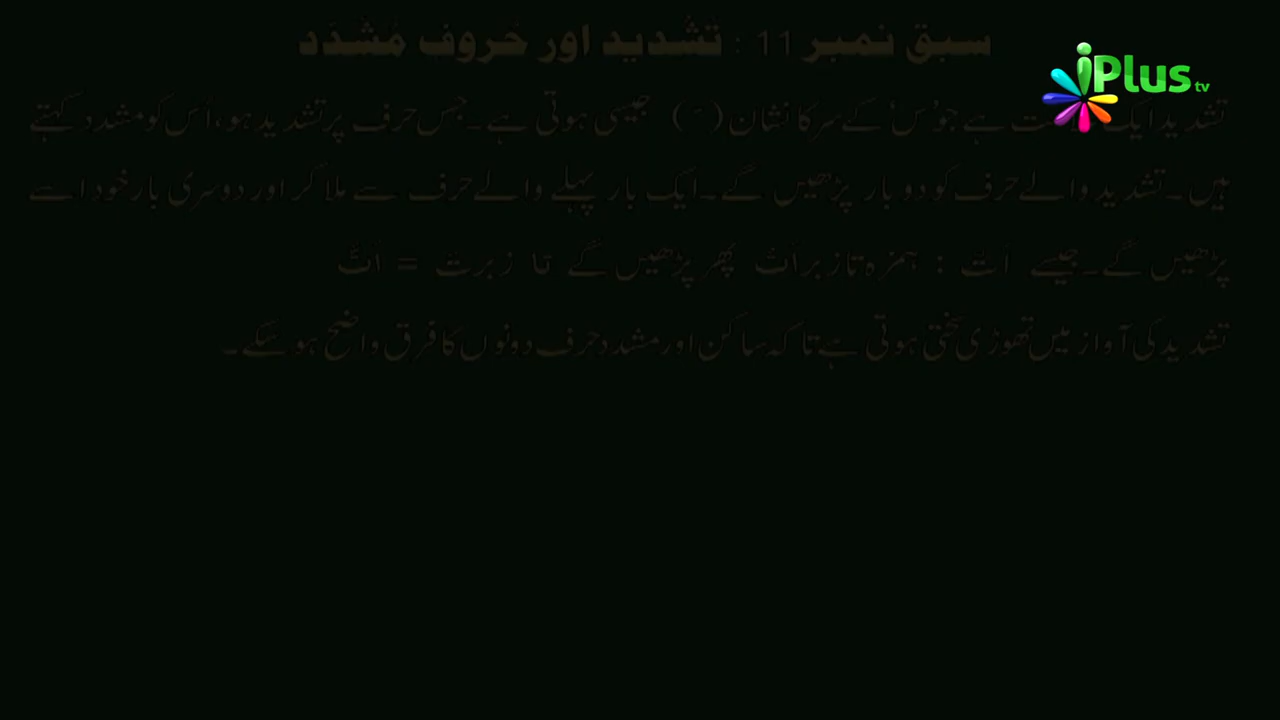 سبق نمبر 11 : تشدید اور حروف مُشدّد
iPlus tv
تشدید ایک علامت ہے جو 'س' کے سر کا نشان ( ّ ) جیسی ہوتی ہے۔ جس حرف پر تشدید ہو، اُس کو مشدد کہتے
ہیں۔ تشدید والے حرف کو دو بار پڑھیں گے۔ ایک بار پہلے والے حرف سے ملا کر اور دوسری بار خود اسے
پڑھیں گے۔ جیسے اَتَّ : ہمزہ تا زبر اَتْ پھر پڑھیں گے تا زبر تَ = اَتَّ
تشدید کی آواز میں تھوڑی سختی ہوتی ہے تاکہ ساکن اور مشدد حرف دونوں کا فرق واضح ہو سکے۔